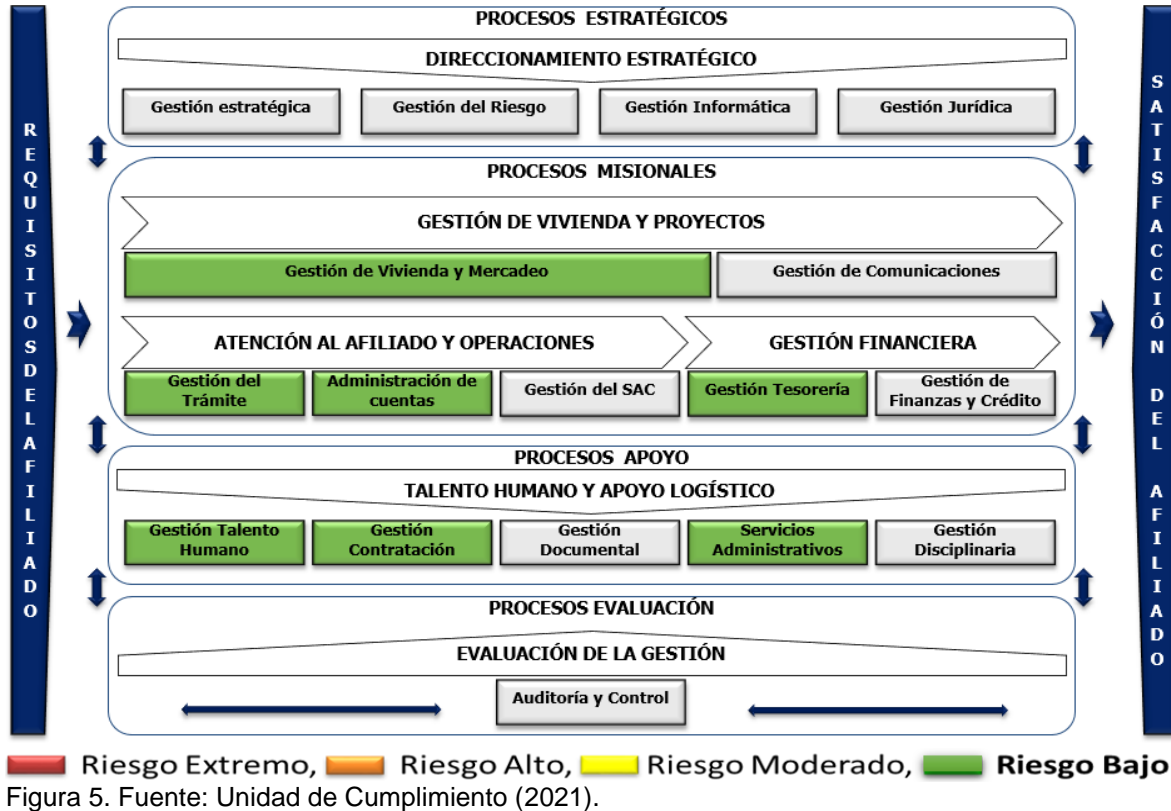 REQUISITOS DEL AFILIADO
PROCESOS ESTRATÉGICOS
DIRECCIONAMIENTO ESTRATÉGICO
Gestión estratégica
Gestión del Riesgo
Gestión Informática
Gestión Jurídica
PROCESOS MISIONALES
GESTIÓN DE VIVIENDA Y PROYECTOS
Gestión de Vivienda y Mercadeo
Gestión de Comunicaciones
ATENCIÓN AL AFILIADO Y OPERACIONES
GESTIÓN FINANCIERA
Gestión del
Trámite
Administración de
cuentas
Gestión del SAC
Gestión Tesorería
Gestión de
Finanzas y Crédito
PROCESOS APOYO
TALENTO HUMANO Y APOYO LOGÍSTICO
Gestión Talento
Humano
Gestión
Contratación
Gestión
Documental
Servicios
Administrativos
Gestión
Disciplinaria
PROCESOS EVALUACIÓN
EVALUACIÓN DE LA GESTIÓN
Auditoría y Control
SATISFACCIÓN DEL AFILIADO
Riesgo Extremo, Riesgo Alto, Riesgo Moderado, Riesgo Bajo
Figura 5. Fuente: Unidad de Cumplimiento (2021).